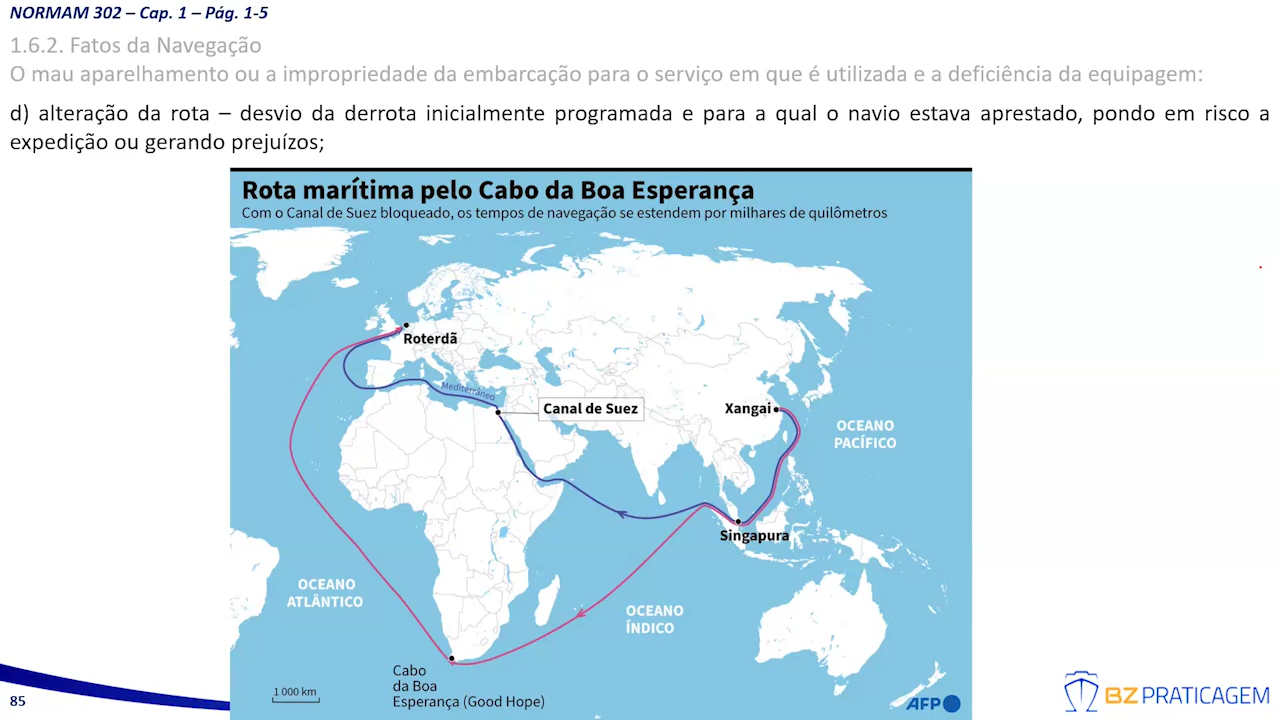 NORMAM 302 – Cap. 1 – Pág. 1-5
1.6.2. Fatos da Navegação
O mau aparelhamento ou a impropriedade da embarcação para o serviço em que é utilizada e a deficiência da equipagem:
d) alteração da rota – desvio da derrota inicialmente programada e para a qual o navio estava aprestado, pondo em risco a
expedição ou gerando prejuízos;
Rota marítima pelo Cabo da Boa Esperança
Com o Canal de Suez bloqueado, os tempos de navegação se estendem por milhares de quilômetros
Roterdã
Mediterrâneo
Canal de Suez
Xangai
OCEANO
PACÍFICO
Singapura
OCEANO
ATLÂNTICO
OCEANO
ÍNDICO
Cabo
da Boa
Esperança (Good Hope)
1 000 km
AFP
85
BZ PRATICAGEM